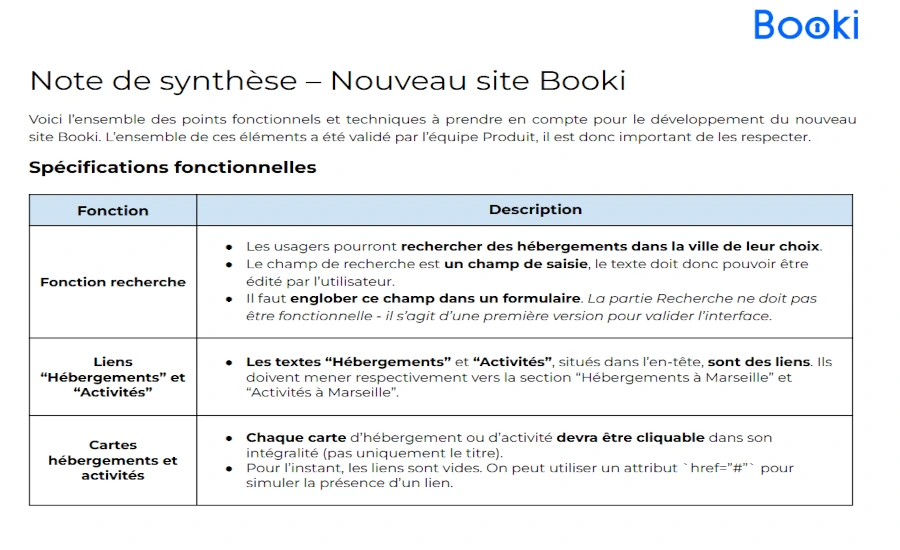 Booki
Note de synthèse – Nouveau site Booki
Voici l’ensemble des points fonctionnels et techniques à prendre en compte pour le développement du nouveau
site Booki. L’ensemble de ces éléments a été validé par l’équipe Produit, il est donc important de les respecter.
Spécifications fonctionnelles
Fonction
Description
Fonction recherche
● Les usagers pourront rechercher des hébergements dans la ville de leur choix.
● Le champ de recherche est un champ de saisie, le texte doit donc pouvoir être
édité par l’utilisateur.
● Il faut englober ce champ dans un formulaire. La partie Recherche ne doit pas
être fonctionnelle - il s’agit d’une première version pour valider l’interface.
Liens
“Hébergements” et
“Activités”
● Les textes “Hébergements” et “Activités”, situés dans l’en-tête, sont des liens. Ils
doivent mener respectivement vers la section “Hébergements à Marseille” et
“Activités à Marseille”.
Cartes
hébergements et
activités
● Chaque carte d’hébergement ou d’activité devra être cliquable dans son
intégralité (pas uniquement le titre).
● Pour l’instant, les liens sont vides. On peut utiliser un attribut `href=”#”` pour
simuler la présence d’un lien.